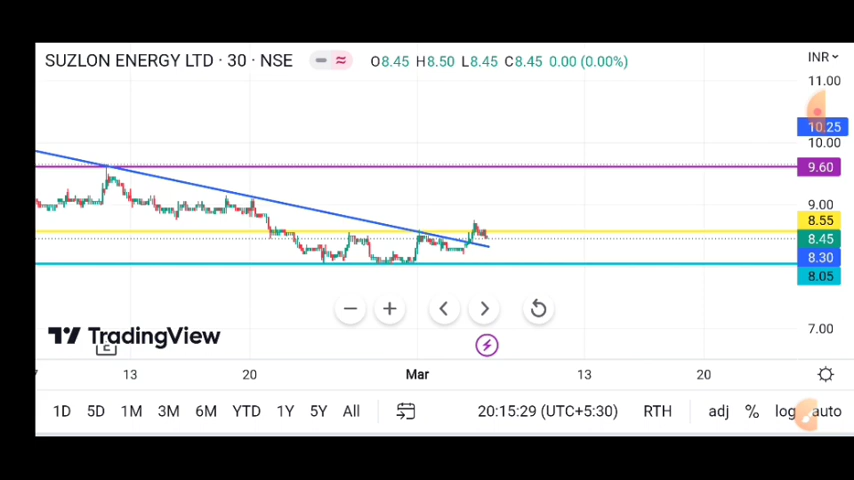 SUZLON ENERGY LTD · 30 · NSE O8.45 H8.50 L8.45 C8.45 0.00 (0.00%) INR
11.00
10.25
10.00
9.60
9.00
8.55
8.45
8.30
8.05
7.00
TradingView
E
13 20 Mar 13 20
1D 5D 1M 3M 6M YTD 1Y 5Y All 20:15:29 (UTC+5:30) RTH adj % log auto